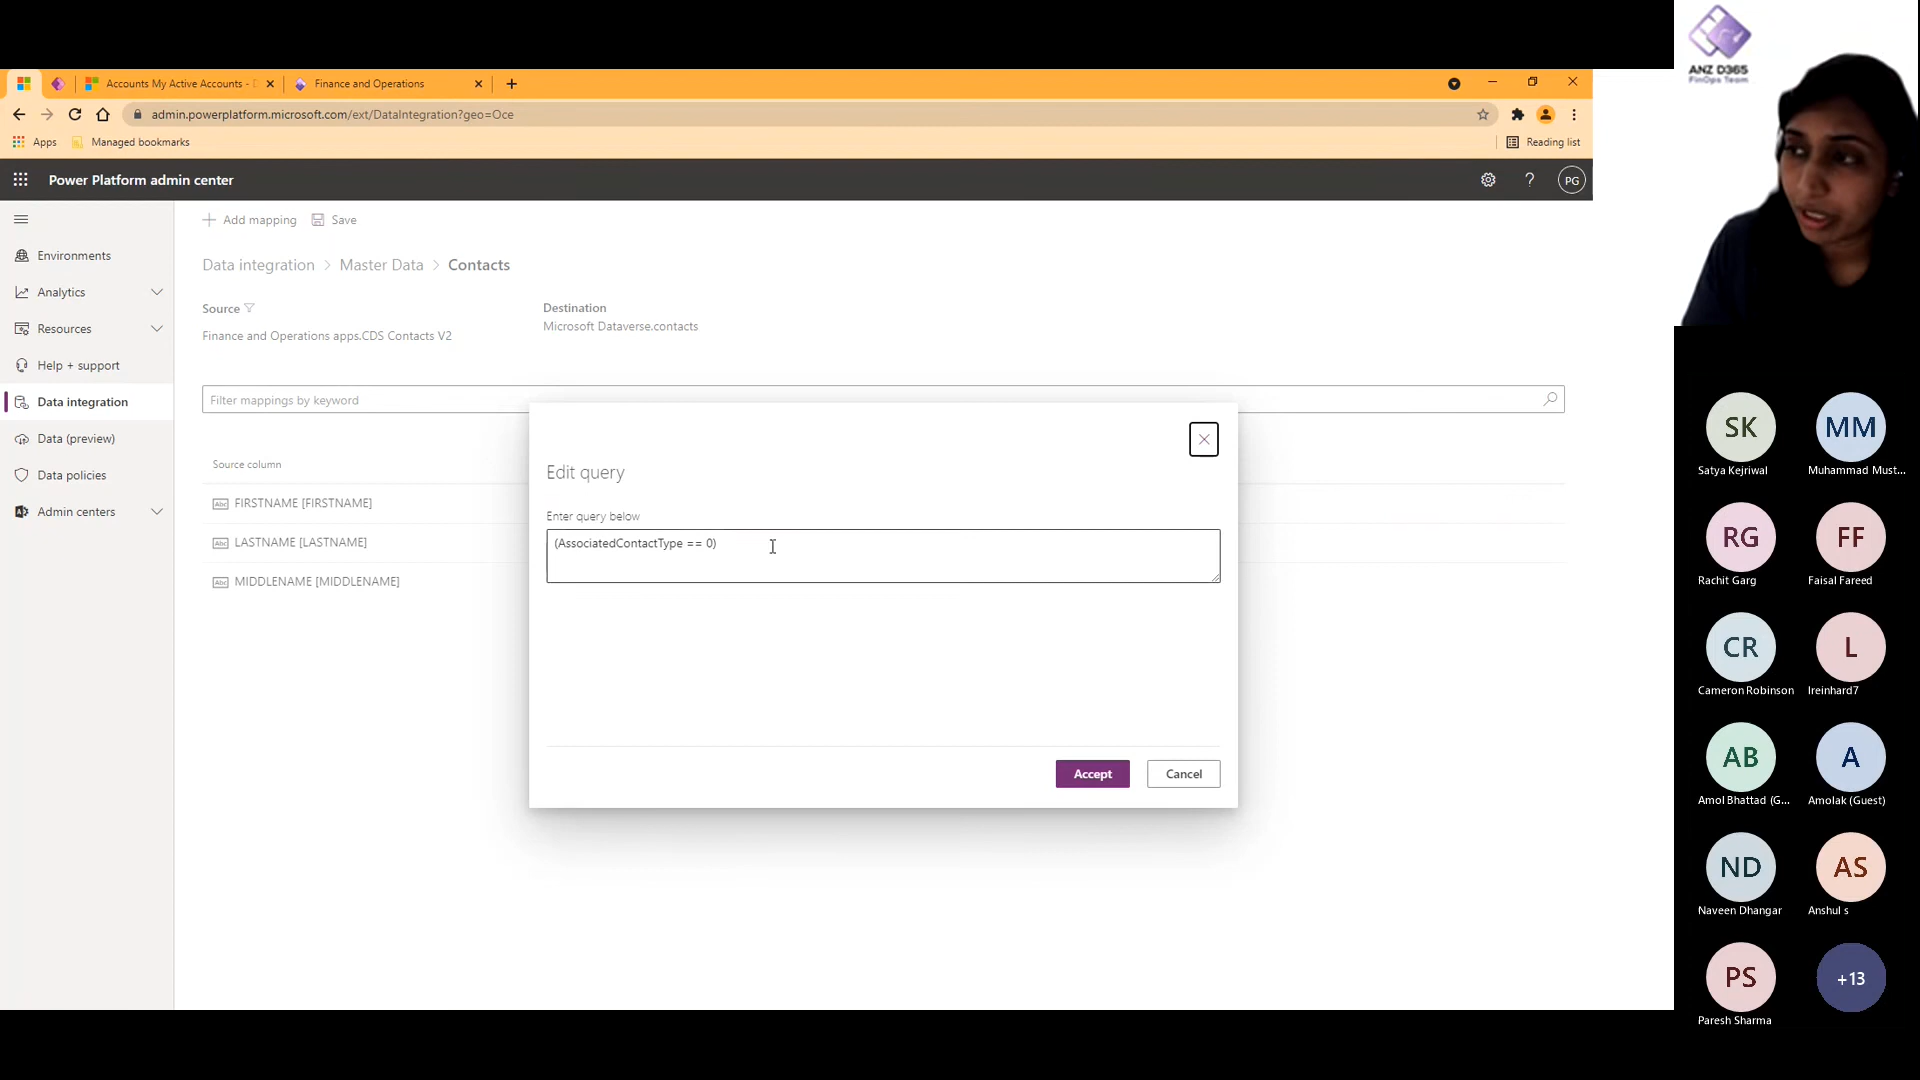 ANZ D365
FinOps Team
Accounts My Active Accounts - D
Finance and Operations
admin.powerplatform.microsoft.com/ext/DataIntegration?geo=Oce
Apps
Managed bookmarks
Reading list
Power Platform admin center
PG
Add mapping
Save
Environments
Analytics
Resources
Help + support
Data integration
Data (preview)
Data policies
Admin centers
Data integration > Master Data > Contacts
Source
Finance and Operations apps.CDS Contacts V2
Destination
Microsoft Dataverse.contacts
Filter mappings by keyword
Source column
Abc FIRSTNAME [FIRSTNAME]
Abc LASTNAME [LASTNAME]
Abc MIDDLENAME [MIDDLENAME]
Edit query
Enter query below
(AssociatedContactType == 0)
Accept
Cancel
SK
Satya Kejriwal
MM
Muhammad Must...
RG
Rachit Garg
FF
Faisal Fareed
CR
Cameron Robinson
L
lreinhard7
AB
Amol Bhattad (G...
A
Amolak (Guest)
ND
Naveen Dhangar
AS
Anshul s
PS
Paresh Sharma
+13